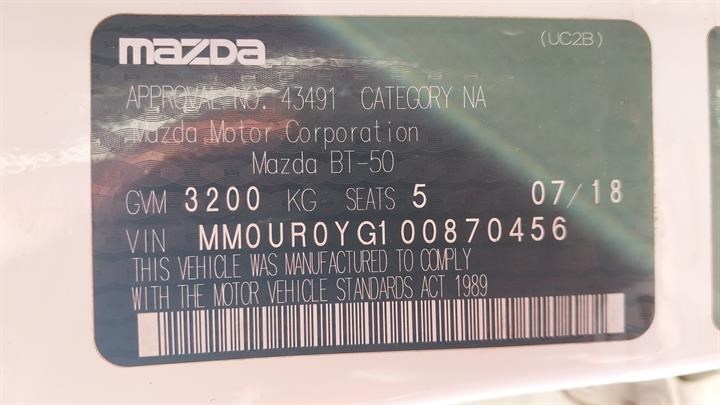 mazda (UC2B)
APPROVAL NO. 43491 CATEGORY NA
Mazda Motor Corporation
Mazda BT-50
GVM 3200 KG SEATS 5 07/18
VIN MM0UR0YG100870456
THIS VEHICLE WAS MANUFACTURED TO COMPLY
WITH THE MOTOR VEHICLE STANDARDS ACT 1989